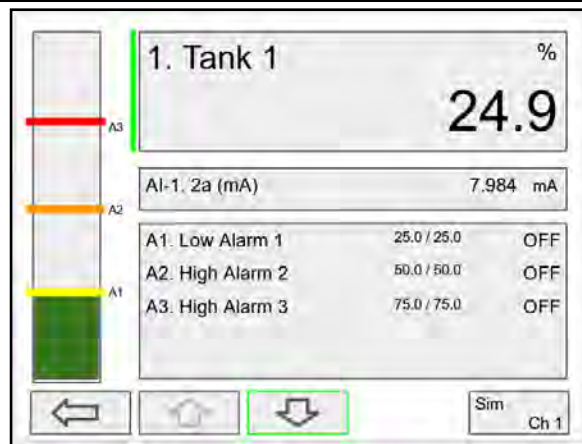 1. Tank 1
%
24.9
A3
AI-1. 2a (mA) 7.984 mA
A2
A1. Low Alarm 1 25.0 / 25.0 OFF
A2. High Alarm 2 50.0 / 50.0 OFF
A1
A3. High Alarm 3 75.0 / 75.0 OFF
Sim
Ch 1